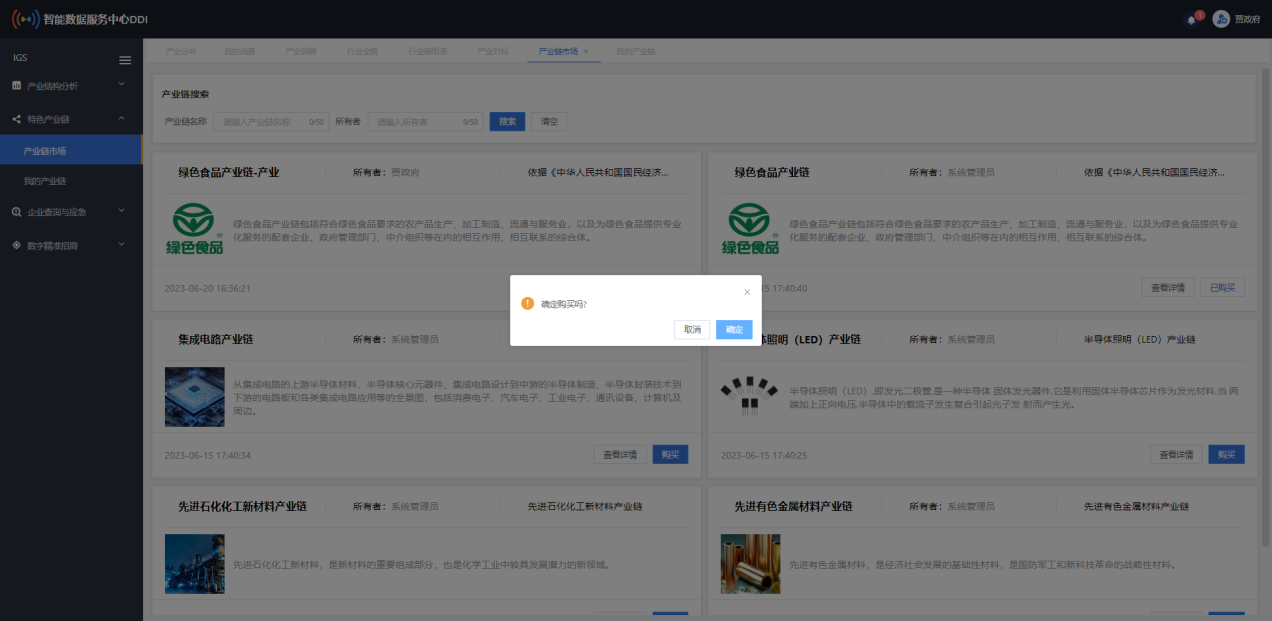 智能数据服务中心DDI
1
贾政府
IGS
产业结构分析
特色产业链
产业链市场
我的产业链
企业查询与应急
数字精准招商
产业分布
我的涵盖
产业洞察
行业全貌
行业稠图表
产业对标
产业链市场 ×
我的产业链
产业链搜索
产业链名称
请输入产业链名称
0/50
所有者
请输入所有者
0/50
搜索
清空
绿色食品产业链-产业
所有者：贾政府
依据《中华人民共和国国民经济...
绿色食品
绿色食品产业链包括符合绿色食品要求的农产品生产、加工制造、流通与服务业，以及为绿色食品提供专业
化服务的配套企业、政府管理部门、中介组织等在内的相互作用、相互联系的综合体。
2023-06-20 16:36:21
绿色食品产业链
所有者：系统管理员
依据《中华人民共和国国民经济...
绿色食品
绿色食品产业链包括符合绿色食品要求的农产品生产、加工制造、流通与服务业，以及为绿色食品提供专业
化服务的配套企业、政府管理部门、中介组织等在内的相互作用、相互联系的综合体。
15 17:40:40
查看详情
已购买
确定购买吗?
取消
确定
集成电路产业链
所有者：系统管理员
从集成电路的上游半导体材料、半导体核心元器件、集成电路设计到中游的半导体制造、半导体封装技术到
下游的电路板和各类集成电路应用等的全景图，包括消费电子、汽车电子、工业电子、通讯设备、计算机及
周边。
2023-06-15 17:40:34
查看详情
购买
体照明（LED）产业链
所有者：系统管理员
半导体照明（LED）产业链
半导体照明（LED）,即发光二极管,是一种半导体 固体发光器件,它是利用固体半导体芯片作为发光材料,当 两
端加上正向电压,半导体中的载流子发生复合引起光子发 射而产生光。
2023-06-15 17:40:25
查看详情
购买
先进石化化工新材料产业链
所有者：系统管理员
先进石化化工新材料产业链
先进石化化工新材料，是新材料的重要组成部分，也是化学工业中较具发展潜力的新领域。
先进有色金属材料产业链
所有者：系统管理员
先进有色金属材料产业链
先进有色金属材料，是经济社会发展的基础性材料，是国防军工和新科技革命的战略性材料。